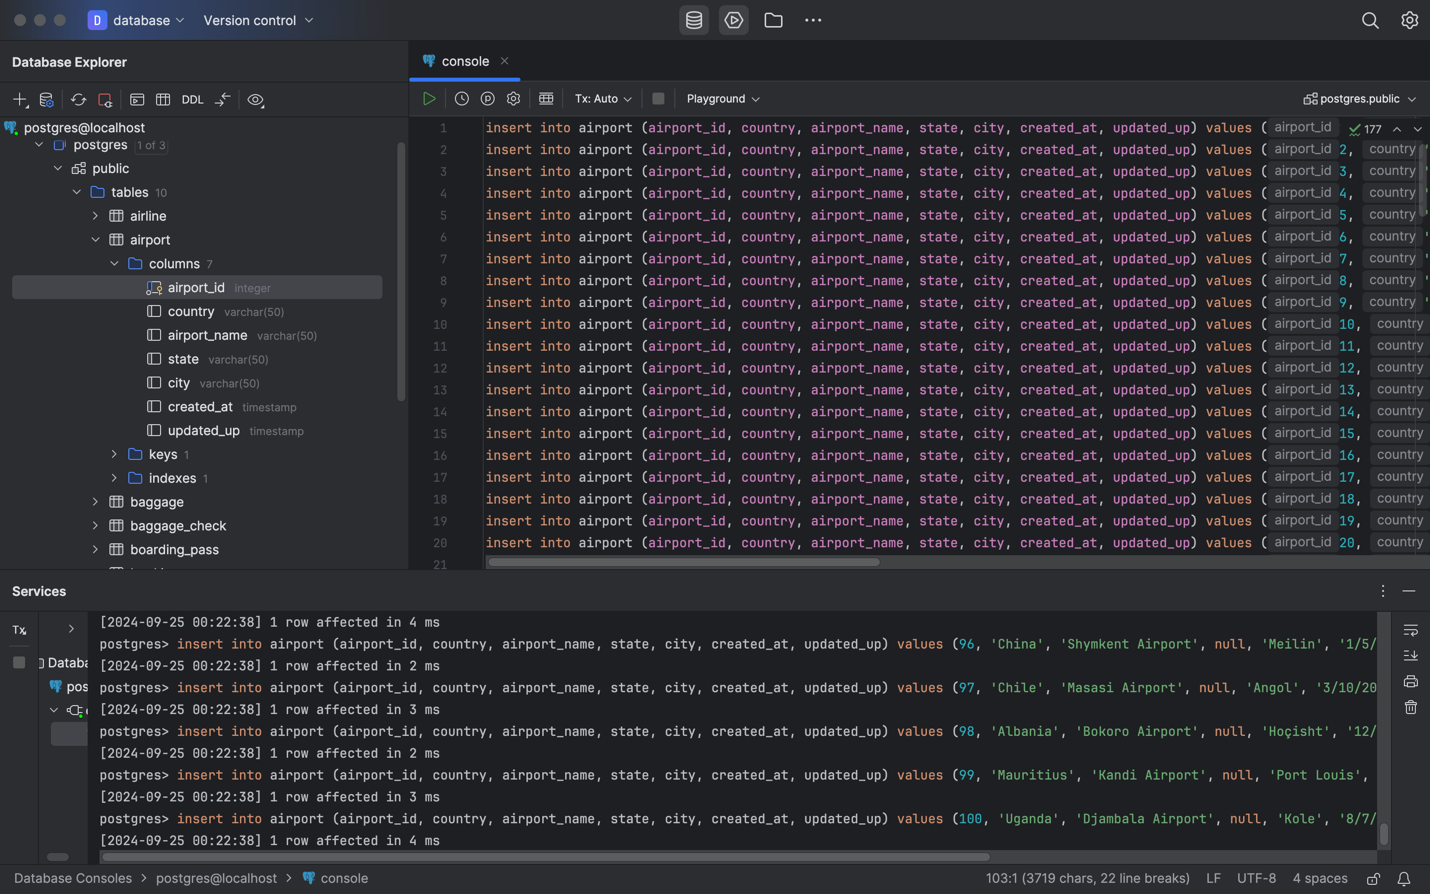 D database Version control
Database Explorer
DDL
postgres@localhost
postgres 1 of 3
public
tables 10
airline
airport
columns 7
airport_id integer
country varchar(50)
airport_name varchar(50)
state varchar(50)
city varchar(50)
created_at timestamp
updated_up timestamp
keys 1
indexes 1
baggage
baggage_check
boarding_pass
console
Tx: Auto Playground postgres.public
1 insert into airport (airport_id, country, airport_name, state, city, created_at, updated_up) values ( airport_id 177
2 insert into airport (airport_id, country, airport_name, state, city, created_at, updated_up) values ( airport_id 2, country
3 insert into airport (airport_id, country, airport_name, state, city, created_at, updated_up) values ( airport_id 3, country '
4 insert into airport (airport_id, country, airport_name, state, city, created_at, updated_up) values ( airport_id 4, country '
5 insert into airport (airport_id, country, airport_name, state, city, created_at, updated_up) values ( airport_id 5, country '
6 insert into airport (airport_id, country, airport_name, state, city, created_at, updated_up) values ( airport_id 6, country '
7 insert into airport (airport_id, country, airport_name, state, city, created_at, updated_up) values ( airport_id 7, country '
8 insert into airport (airport_id, country, airport_name, state, city, created_at, updated_up) values ( airport_id 8, country '
9 insert into airport (airport_id, country, airport_name, state, city, created_at, updated_up) values ( airport_id 9, country '
10 insert into airport (airport_id, country, airport_name, state, city, created_at, updated_up) values ( airport_id 10, country
11 insert into airport (airport_id, country, airport_name, state, city, created_at, updated_up) values ( airport_id 11, country
12 insert into airport (airport_id, country, airport_name, state, city, created_at, updated_up) values ( airport_id 12, country
13 insert into airport (airport_id, country, airport_name, state, city, created_at, updated_up) values ( airport_id 13, country
14 insert into airport (airport_id, country, airport_name, state, city, created_at, updated_up) values ( airport_id 14, country
15 insert into airport (airport_id, country, airport_name, state, city, created_at, updated_up) values ( airport_id 15, country
16 insert into airport (airport_id, country, airport_name, state, city, created_at, updated_up) values ( airport_id 16, country
17 insert into airport (airport_id, country, airport_name, state, city, created_at, updated_up) values ( airport_id 17, country
18 insert into airport (airport_id, country, airport_name, state, city, created_at, updated_up) values ( airport_id 18, country
19 insert into airport (airport_id, country, airport_name, state, city, created_at, updated_up) values ( airport_id 19, country
20 insert into airport (airport_id, country, airport_name, state, city, created_at, updated_up) values ( airport_id 20, country
21
Services
Tx
Databa
pos
[2024-09-25 00:22:38] 1 row affected in 4 ms
postgres> insert into airport (airport_id, country, airport_name, state, city, created_at, updated_up) values (96, 'China', 'Shymkent Airport', null, 'Meilin', '1/5/
[2024-09-25 00:22:38] 1 row affected in 2 ms
postgres> insert into airport (airport_id, country, airport_name, state, city, created_at, updated_up) values (97, 'Chile', 'Masasi Airport', null, 'Angol', '3/10/20
[2024-09-25 00:22:38] 1 row affected in 3 ms
postgres> insert into airport (airport_id, country, airport_name, state, city, created_at, updated_up) values (98, 'Albania', 'Bokoro Airport', null, 'Hoçisht', '12/
[2024-09-25 00:22:38] 1 row affected in 2 ms
postgres> insert into airport (airport_id, country, airport_name, state, city, created_at, updated_up) values (99, 'Mauritius', 'Kandi Airport', null, 'Port Louis',
[2024-09-25 00:22:38] 1 row affected in 3 ms
postgres> insert into airport (airport_id, country, airport_name, state, city, created_at, updated_up) values (100, 'Uganda', 'Djambala Airport', null, 'Kole', '8/7/
[2024-09-25 00:22:38] 1 row affected in 4 ms
Database Consoles > postgres@localhost > console 103:1 (3719 chars, 22 line breaks) LF UTF-8 4 spaces